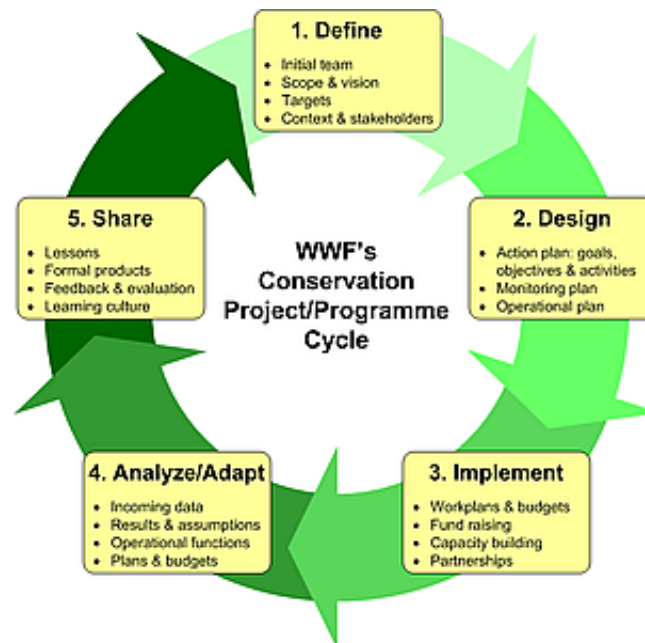 1. Define
• Initial team
• Scope & vision
• Targets
• Context & stakeholders
2. Design
• Action plan: goals,
objectives & activities
• Monitoring plan
• Operational plan
3. Implement
• Workplans & budgets
• Fund raising
• Capacity building
• Partnerships
4. Analyze/Adapt
• Incoming data
• Results & assumptions
• Operational functions
• Plans & budgets
5. Share
• Lessons
• Formal products
• Feedback & evaluation
• Learning culture
WWF's
Conservation
Project/Programme
Cycle